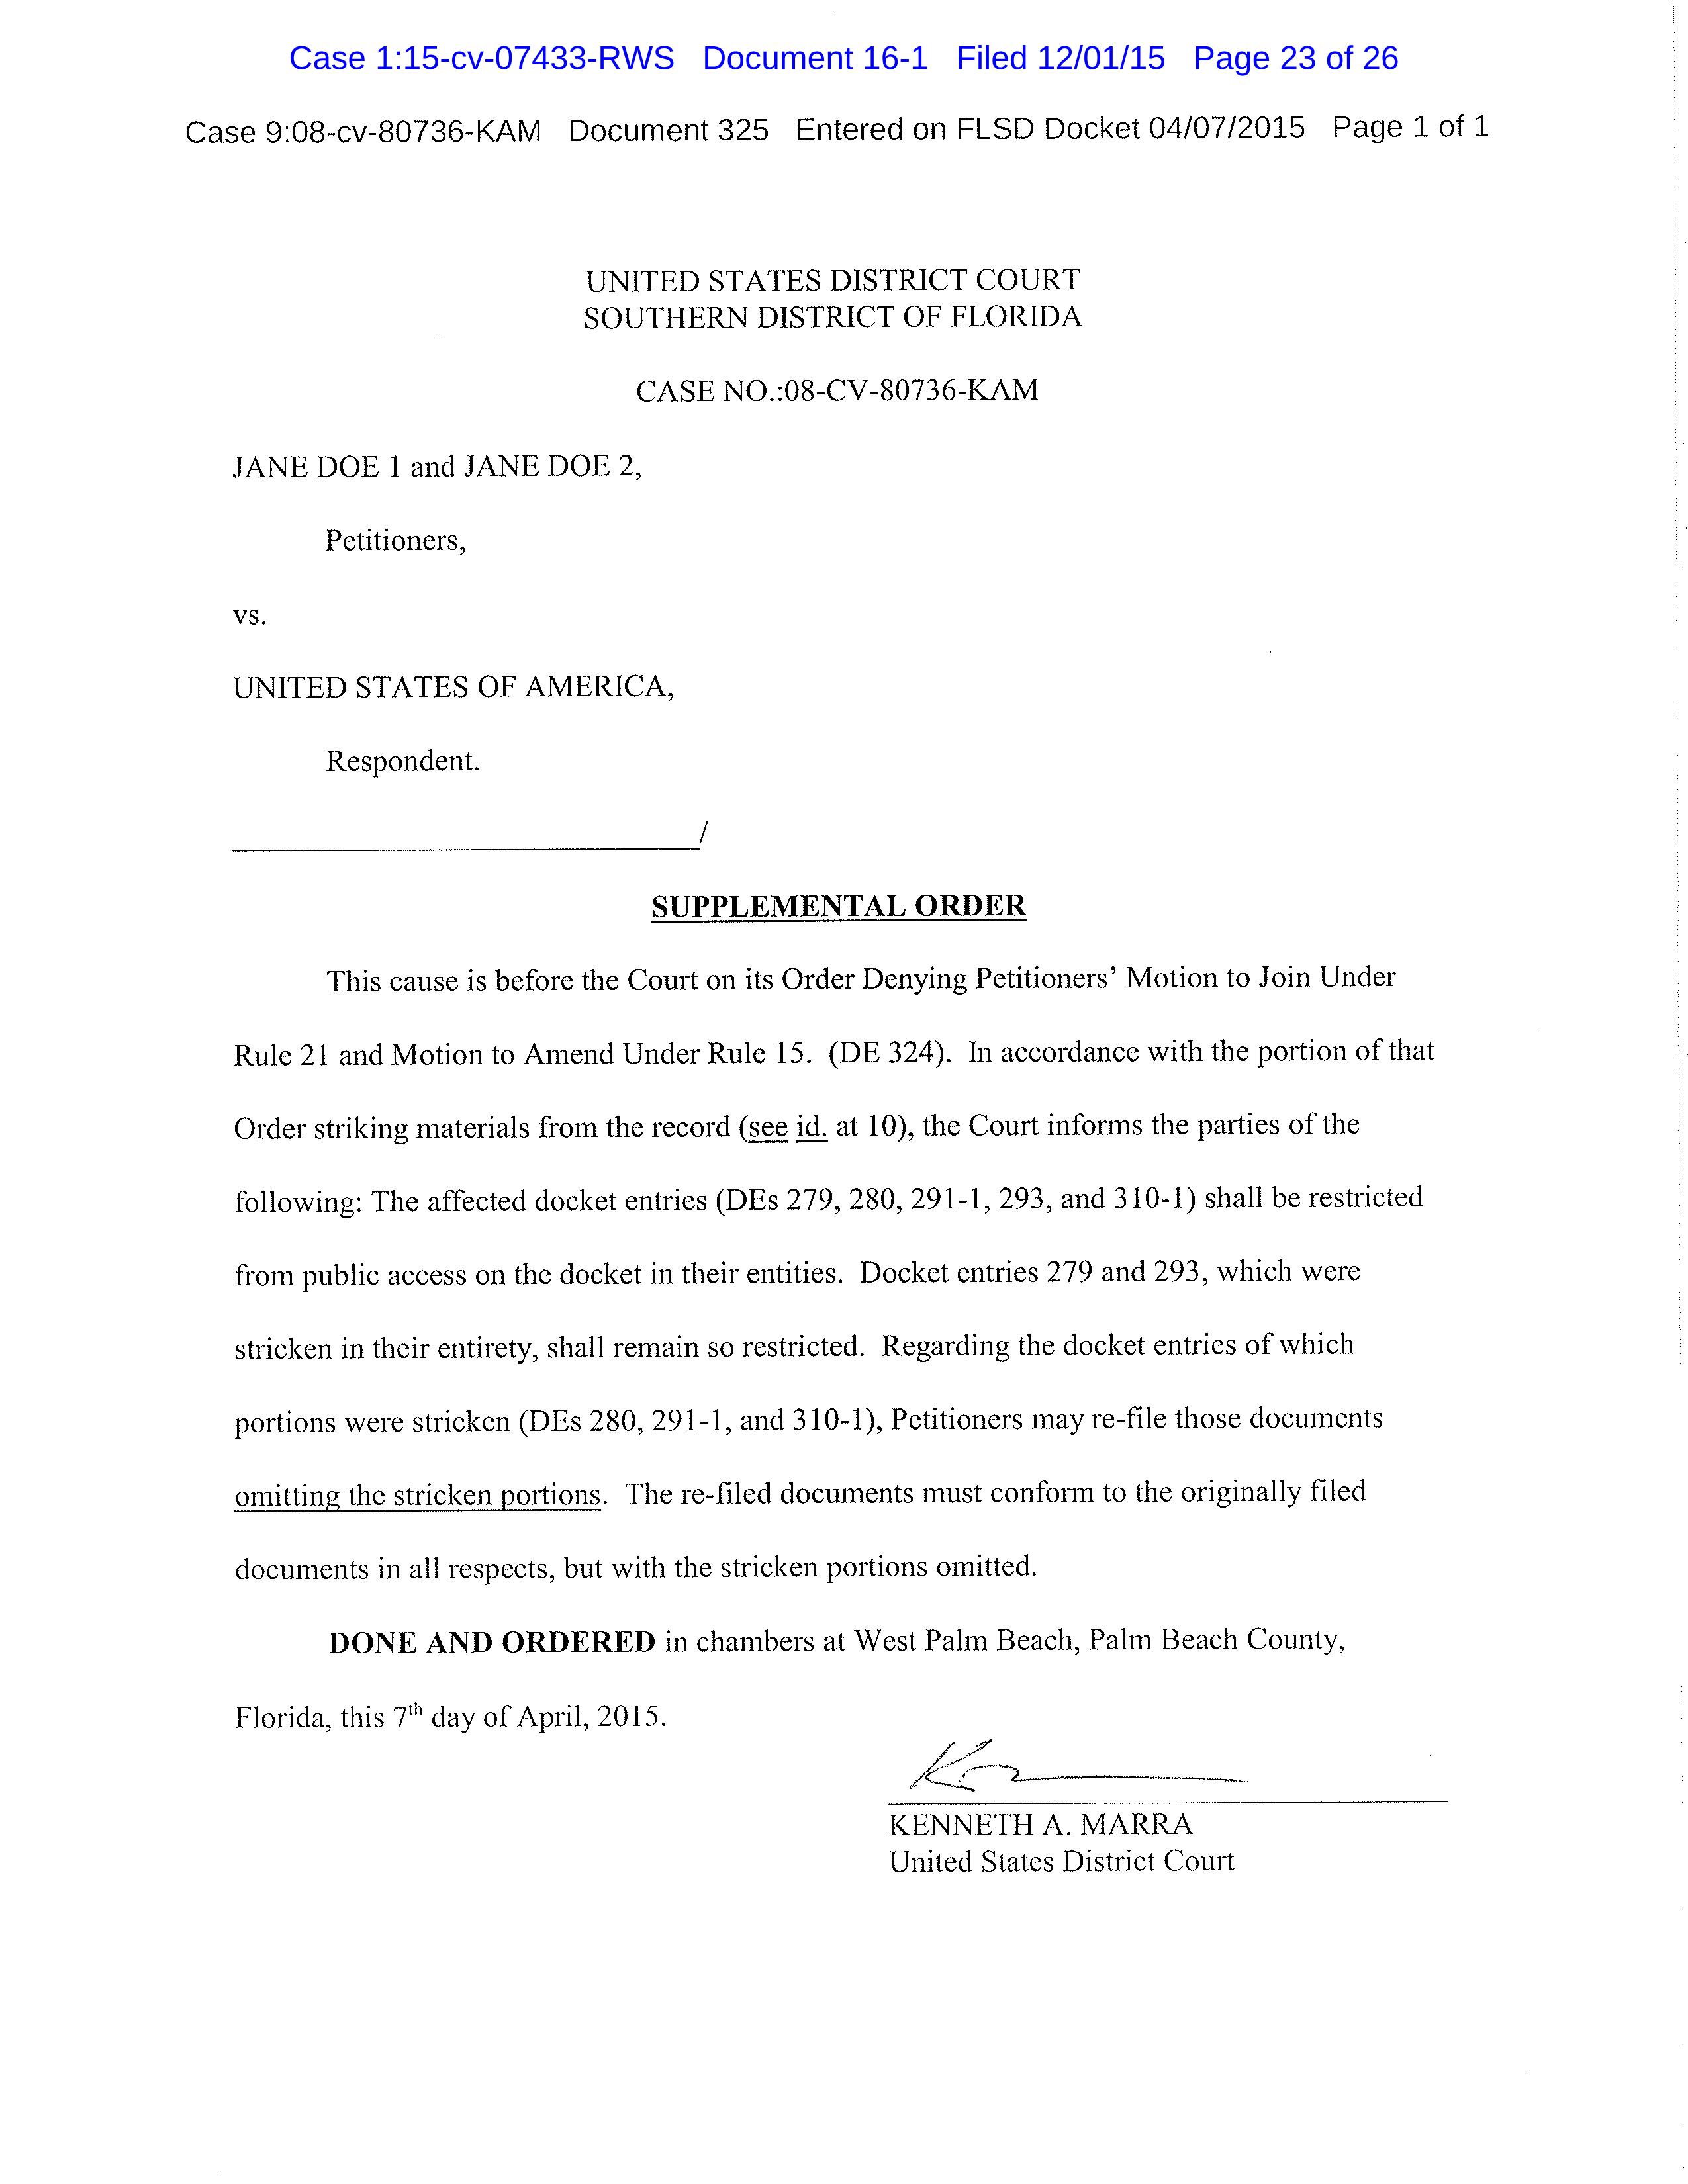 Case 1:15-cv-07433-RWS Document 16-1 Filed 12/01/15 Page 23 of 26
Case 9:08-cv-80736-KAM Document 325 Entered on FLSD Docket 04/07/2015 Page 1 of 1
UNITED STATES DISTRICT COURT
SOUTHERN DISTRICT OF FLORIDA
CASE NO.:08-CV-80736-KAM
JANE DOE 1 and JANE DOE 2,
Petitioners,
vs.
UNITED STATES OF AMERICA,
Respondent.
/
SUPPLEMENTAL ORDER
This cause is before the Court on its Order Denying Petitioners' Motion to Join Under
Rule 21 and Motion to Amend Under Rule 15. (DE 324). In accordance with the portion of that
Order striking materials from the record (see id. at 10), the Court informs the parties of the
following: The affected docket entries (DEs 279, 280, 291-1, 293, and 310-1) shall be restricted
from public access on the docket in their entities. Docket entries 279 and 293, which were
stricken in their entirety, shall remain so restricted. Regarding the docket entries of which
portions were stricken (DEs 280, 291-1, and 310-1), Petitioners may re-file those documents
omitting the stricken portions. The re-filed documents must conform to the originally filed
documents in all respects, but with the stricken portions omitted.
DONE AND ORDERED in chambers at West Palm Beach, Palm Beach County,
Florida, this 7th day of April, 2015.
KENNETH A. MARRA
United States District Court